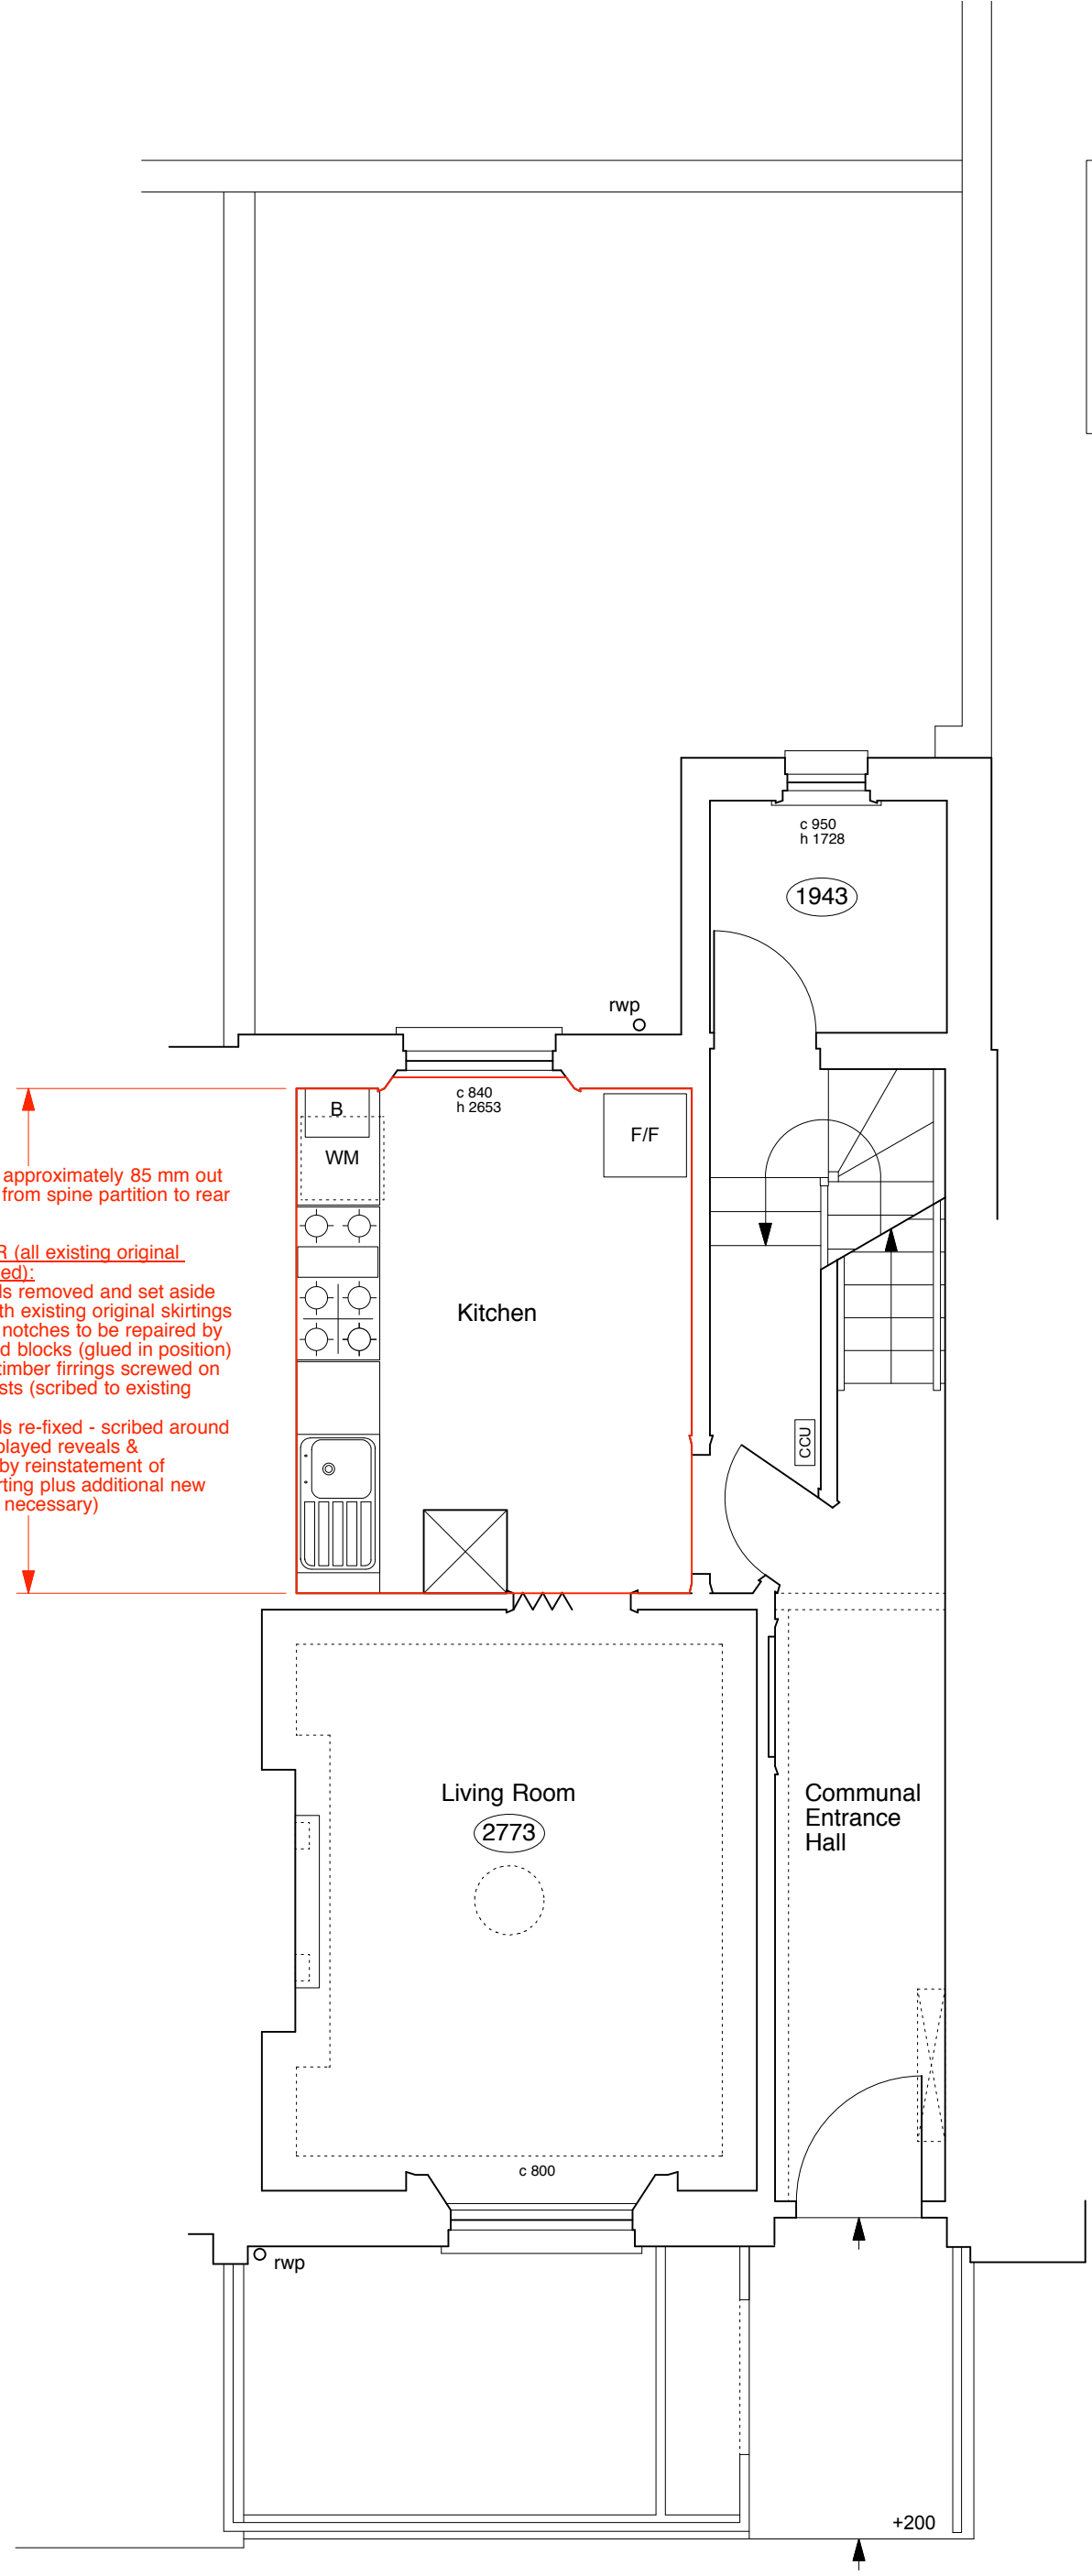 c 950
h 1728
1943
rwp
c 840
h 2653
B
WM
F/F
approximately 85 mm out
from spine partition to rear
R (all existing original
ed):
ls removed and set aside
th existing original skirtings
notches to be repaired by
d blocks (glued in position)
timber firrings screwed on
sts (scribed to existing
ls re-fixed - scribed around
played reveals &
by reinstatement of
rting plus additional new
necessary)
Kitchen
CCU
Living Room
2773
Communal
Entrance
Hall
c 800
rwp
+200